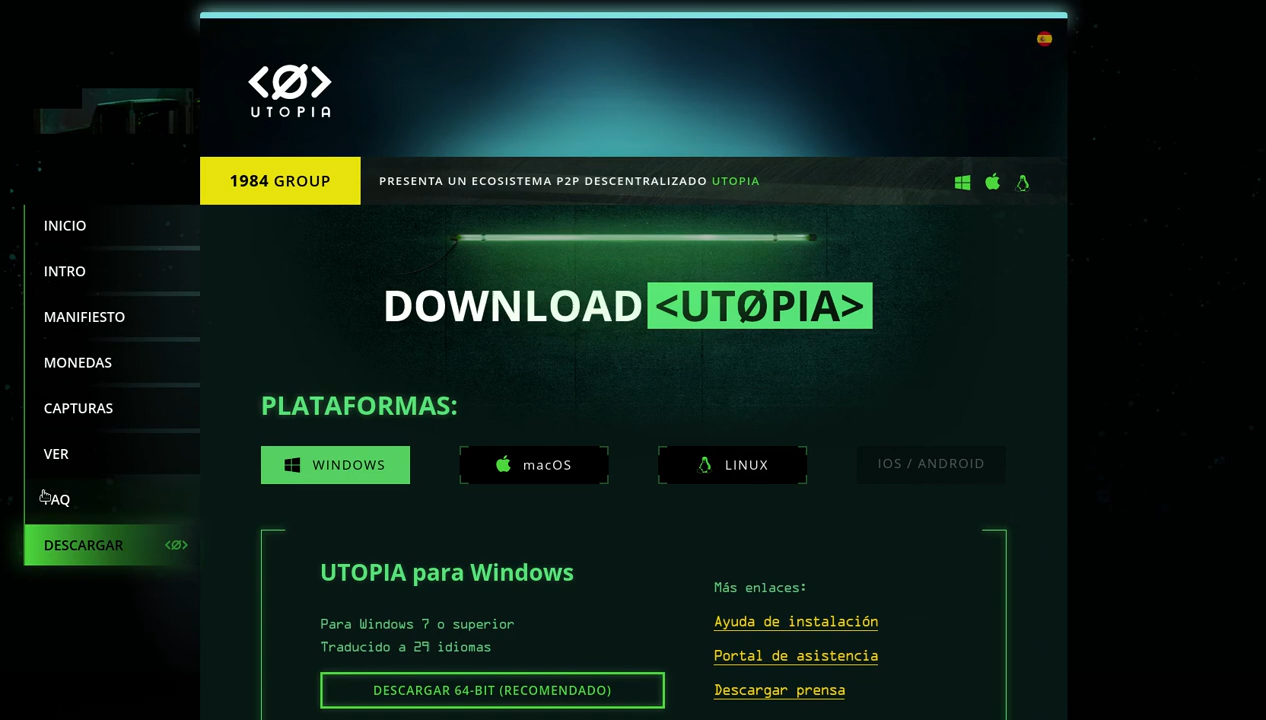 <Ø>
UTOPIA
1984 GROUP
PRESENTA UN ECOSISTEMA P2P DESCENTRALIZADO UTOPIA
INICIO
INTRO
MANIFIESTO
MONEDAS
CAPTURAS
VER
FAQ
DESCARGAR <Ø>
DOWNLOAD <UTØPIA>
PLATAFORMAS:
WINDOWS
macOS
LINUX
IOS / ANDROID
UTOPIA para Windows
Para Windows 7 o superior
Traducido a 29 idiomas
DESCARGAR 64-BIT (RECOMENDADO)
Más enlaces:
Ayuda de instalación
Portal de asistencia
Descargar prensa